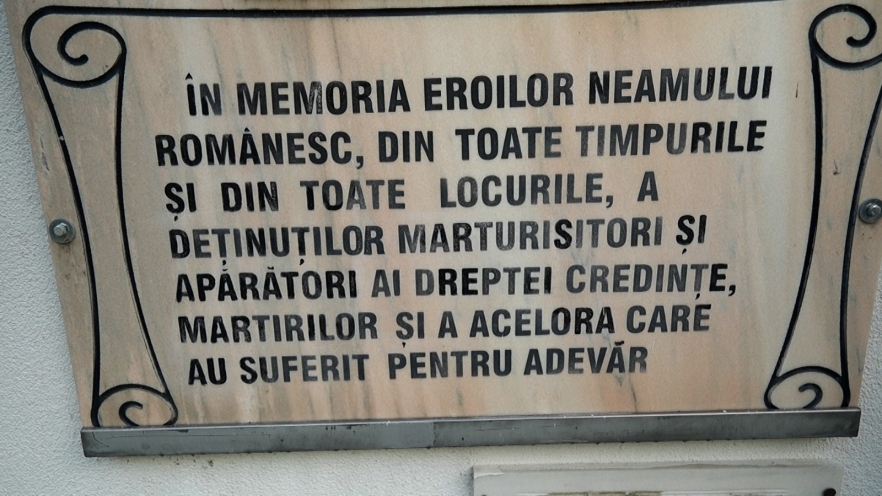 ÎN MEMORIA EROILOR NEAMULUI
ROMÂNESC, DIN TOATE TIMPURILE
ȘI DIN TOATE LOCURILE, A
DEȚINUȚILOR MARTURISITORI ȘI
APĂRĂTORI AI DREPTEI CREDINȚE,
MARTIRILOR ȘI A ACELORA CARE
AU SUFERIT PENTRU ADEVĂR